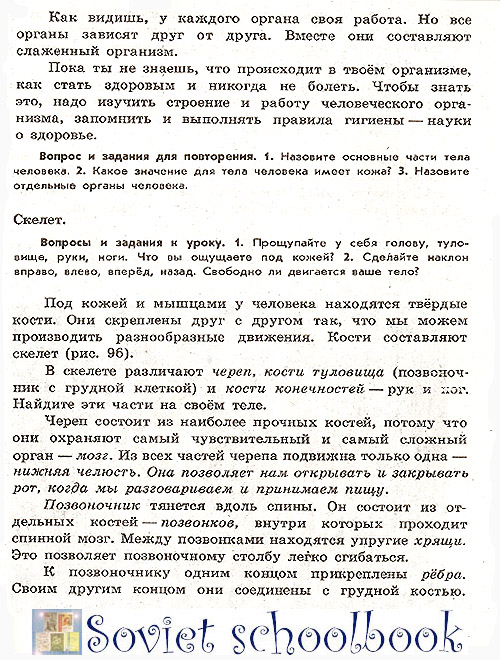 Как видишь, у каждого органа своя работа. Но все
органы зависят друг от друга. Вместе они составляют
слаженный организм.
Пока ты не знаешь, что происходит в твоём организме,
как стать здоровым и никогда не болеть. Чтобы знать
это, надо изучить строение и работу человеческого орга-
низма, запомнить и выполнять правила гигиены — науки
о здоровье.
Вопрос и задания для повторения. 1. Назовите основные части тела
человека. 2. Какое значение для тела человека имеет кожа? 3. Назовите
отдельные органы человека.
Скелет.
Вопросы и задания к уроку. 1. Прощупайте у себя голову, туло-
вище, руки, ноги. Что вы ощущаете под кожей? 2. Сделайте наклон
вправо, влево, вперёд, назад. Свободно ли двигается ваше тело?
Под кожей и мышцами у человека находятся твёрдые
кости. Они скреплены друг с другом так, что мы можем
производить разнообразные движения. Кости составляют
скелет (рис. 96).
В скелете различают череп, кости туловища (позвоноч-
ник с грудной клеткой) и кости конечностей — рук и ног.
Найдите эти части на своём теле.
Череп состоит из наиболее прочных костей, потому что
они охраняют самый чувствительный и самый сложный
орган — мозг. Из всех частей черепа подвижна только одна —
нижняя челюсть. Она позволяет нам открывать и закрывать
рот, когда мы разговариваем и принимаем пищу.
Позвоночник тянется вдоль спины. Он состоит из от-
дельных костей — позвонков, внутри которых проходит
спинной мозг. Между позвонками находятся упругие хрящи.
Это позволяет позвоночному столбу легко сгибаться.
К позвоночнику одним концом прикреплены рёбра.
Своим другим концом они соединены с грудной костью.
Soviet schoolbook